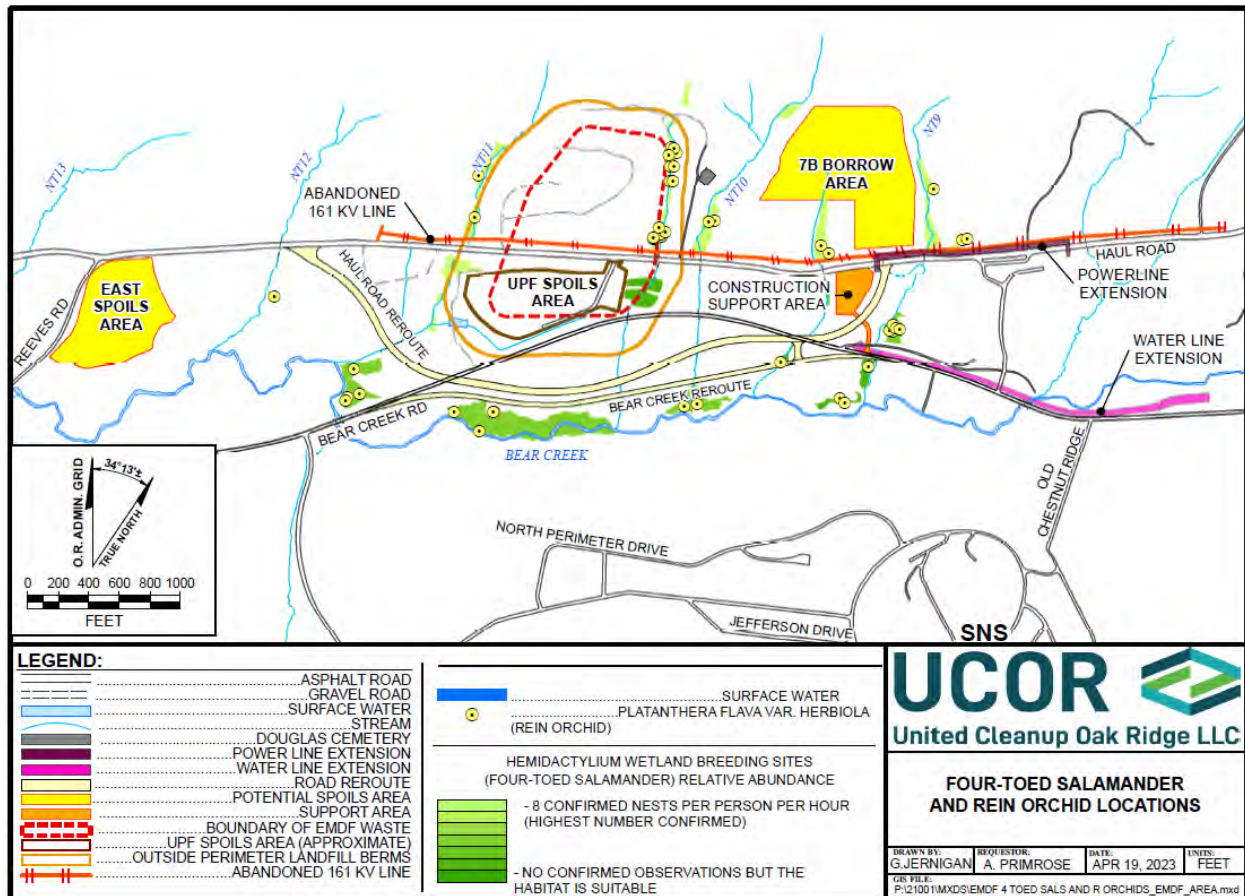 NT13
NT12
NT11
NT10
NT9
ABANDONED
161 KV LINE
7B BORROW
AREA
HAUL ROAD
POWERLINE
EXTENSION
EAST
SPOILS
AREA
REEVES RD
HAUL ROAD REROUTE
UPF SPOILS
AREA
CONSTRUCTION
SUPPORT AREA
WATER LINE
EXTENSION
BEAR CREEK RD
BEAR CREEK REROUTE
BEAR CREEK
OLD
CHESTNUT RIDGE
NORTH PERIMETER DRIVE
JEFFERSON DRIVE
SNS
O.R. ADMIN. GRID
34°13'±
TRUE NORTH
0 200 400 600 800 1000
FEET
LEGEND:
ASPHALT ROAD
GRAVEL ROAD
SURFACE WATER
STREAM
DOUGLAS CEMETERY
POWER LINE EXTENSION
WATER LINE EXTENSION
ROAD REROUTE
POTENTIAL SPOILS AREA
SUPPORT AREA
BOUNDARY OF EMDF WASTE
UPF SPOILS AREA (APPROXIMATE)
OUTSIDE PERIMETER LANDFILL BERMS
ABANDONED 161 KV LINE
SURFACE WATER
PLATANTHERA FLAVA VAR. HERBIOLA
(REIN ORCHID)
HEMIDACTYLIUM WETLAND BREEDING SITES
(FOUR-TOED SALAMANDER) RELATIVE ABUNDANCE
- 8 CONFIRMED NESTS PER PERSON PER HOUR
(HIGHEST NUMBER CONFIRMED)
- NO CONFIRMED OBSERVATIONS BUT THE
HABITAT IS SUITABLE
UCOR
United Cleanup Oak Ridge LLC
FOUR-TOED SALAMANDER
AND REIN ORCHID LOCATIONS
DRAWN BY: REQUESTOR: DATE: UNITS:
G.JERNIGAN A. PRIMROSE APR 19, 2023 FEET
GIS FILE:
P:\21001\MXDS\EMDF 4 TOED SALS AND R ORCHIDS_EMDF_AREA.mxd